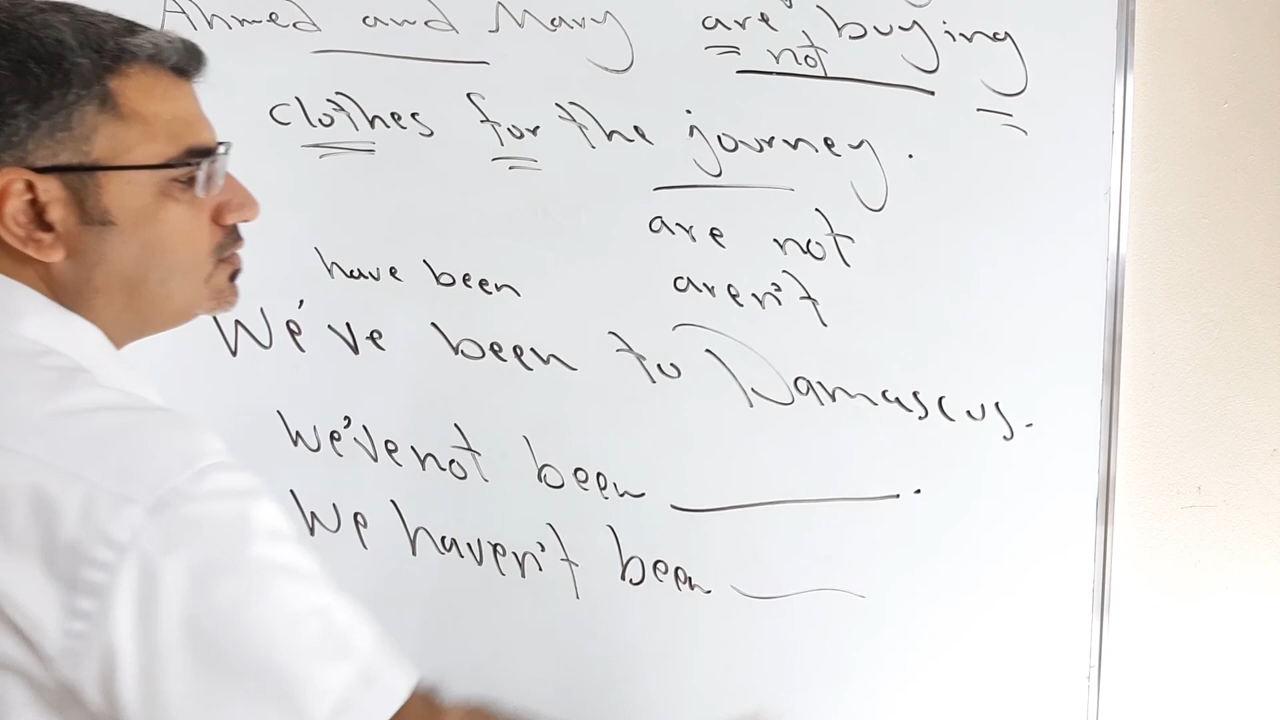 Ahmed and Mary are buying
not
clothes for the journey.
are not
aren't
have been
We've been to Damascus.
We've not been ______.
We haven't been ___